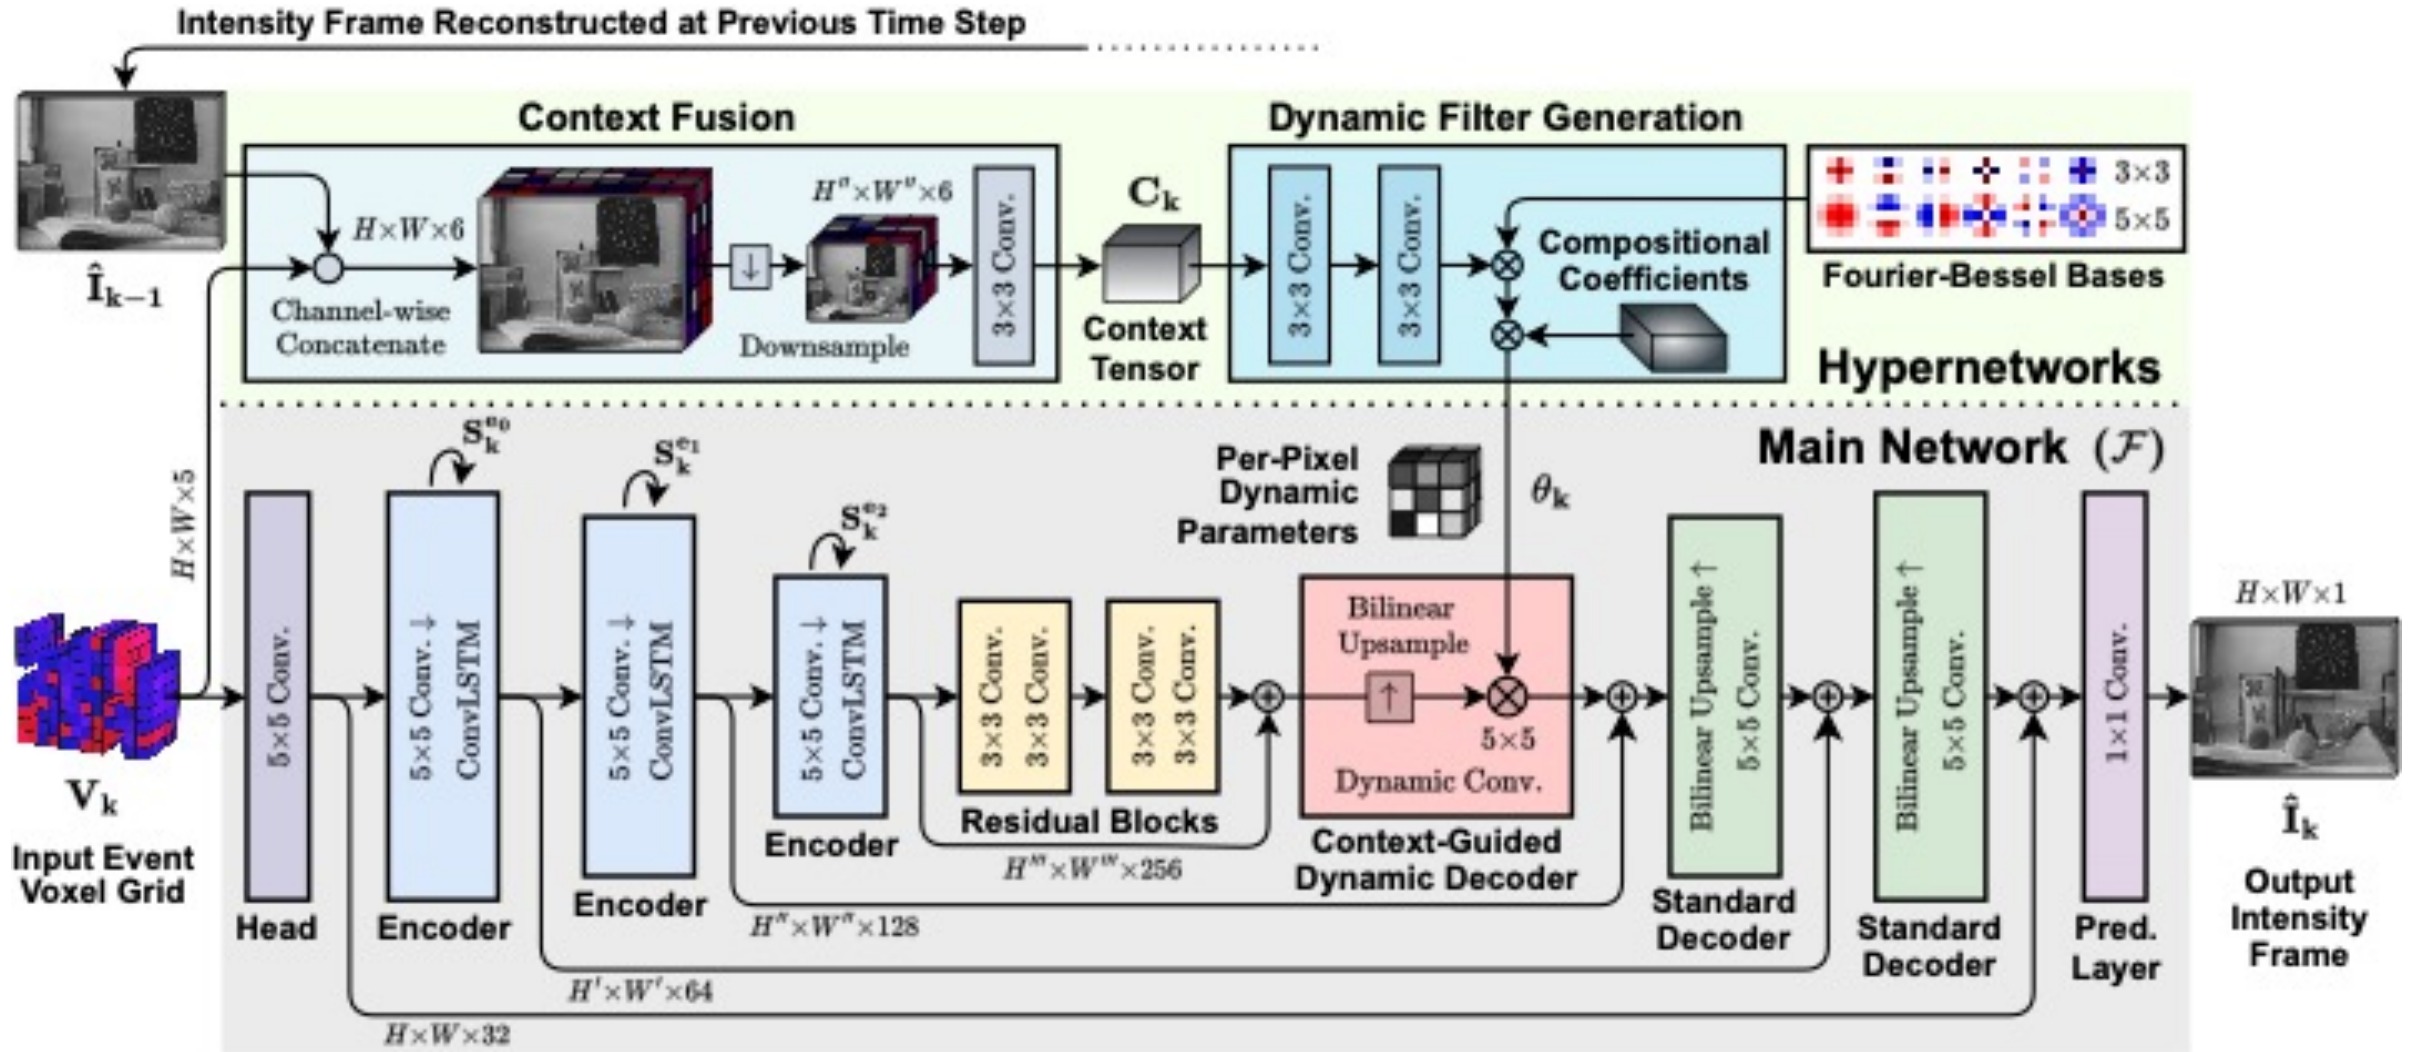 Intensity Frame Reconstructed at Previous Time Step
Context Fusion
Dynamic Filter Generation
Î_{k-1}
H×W×6
Channel-wise
Concatenate
H''×W''×6
Downsample
3×3 Conv.
C_k
Context
Tensor
3×3 Conv.
3×3 Conv.
Compositional
Coefficients
3×3
5×5
Fourier-Bessel Bases
Hypernetworks
Main Network (ℱ)
H×W×5
V_k
Input Event
Voxel Grid
5×5 Conv.
Head
S_k^{e_0}
5×5 Conv. ↓
ConvLSTM
Encoder
S_k^{e_1}
5×5 Conv. ↓
ConvLSTM
Encoder
S_k^{e_2}
5×5 Conv. ↓
ConvLSTM
Encoder
3×3 Conv.
3×3 Conv.
3×3 Conv.
3×3 Conv.
Residual Blocks
Per-Pixel
Dynamic
Parameters
θ_k
Bilinear
Upsample
↑
5×5
Dynamic Conv.
Context-Guided
Dynamic Decoder
Bilinear Upsample ↑
5×5 Conv.
Standard
Decoder
Bilinear Upsample ↑
5×5 Conv.
Standard
Decoder
1×1 Conv.
Pred.
Layer
H×W×1
Î_k
Output
Intensity
Frame
H'''×W'''×256
H''×W''×128
H'×W'×64
H×W×32